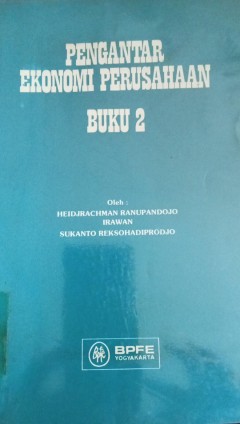 PENGANTAR
EKONOMI PERUSAHAAN
BUKU 2
Oleh :
HEIDJRACHMAN RANUPANDOJO
IRAWAN
SUKANTO REKSOHADIPRODJO
BPFE
YOGYAKARTA